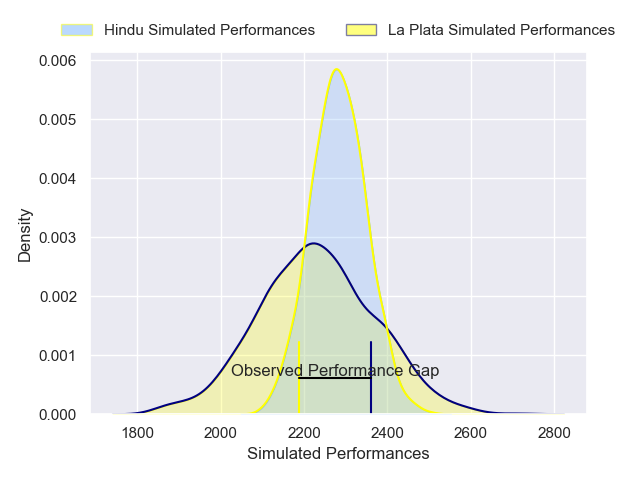 Hindu Simulated Performances La Plata Simulated Performances
0.006
0.005
0.004
0.003
0.002
0.001
0.000
Density
Observed Performance Gap
1800 2000 2200 2400 2600 2800
Simulated Performances